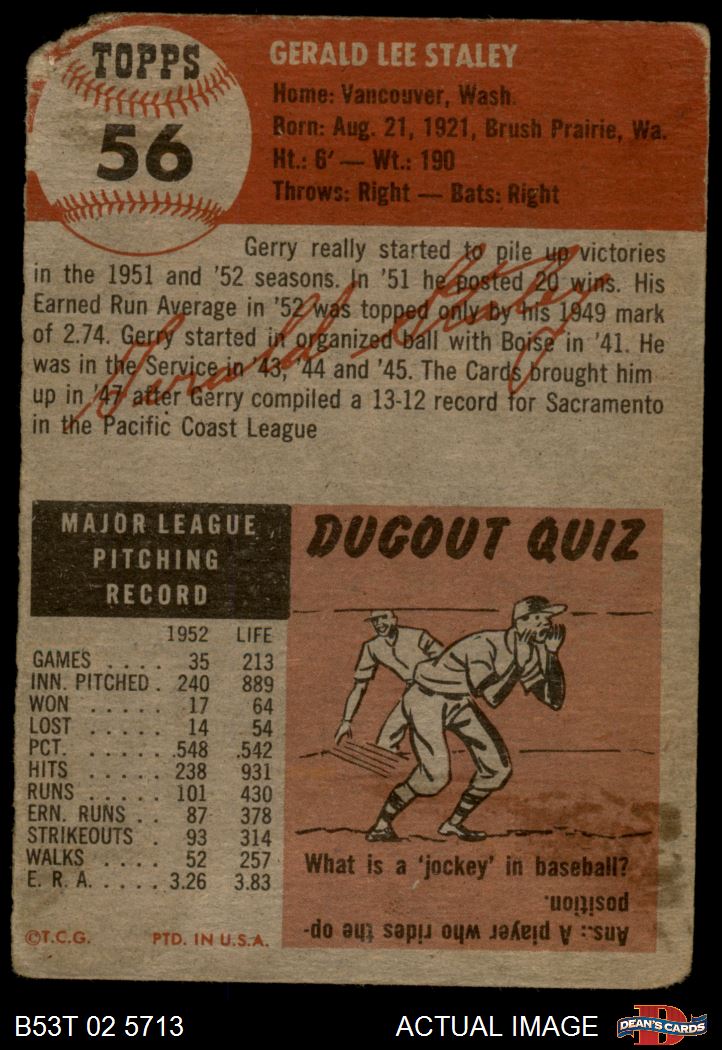 TOPPS
56
GERALD LEE STALEY
Home: Vancouver, Wash.
Born: Aug. 21, 1921, Brush Prairie, Wa.
Ht.: 6' — Wt.: 190
Throws: Right — Bats: Right
Gerry really started to pile up victories
in the 1951 and '52 seasons. In '51 he posted 20 wins. His
Earned Run Average in '52 was topped only by his 1949 mark
of 2.74. Gerry started in organized ball with Boise in '41. He
was in the Service in '43, '44 and '45. The Cards brought him
up in '47 after Gerry compiled a 13-12 record for Sacramento
in the Pacific Coast League
Gerald Staley
MAJOR LEAGUE
PITCHING
RECORD
1952 LIFE
GAMES . . . . 35 213
INN. PITCHED . 240 889
WON . . . . . 17 64
LOST . . . . . 14 54
PCT. . . . . . .548 .542
HITS . . . . . 238 931
RUNS . . . . . 101 430
ERN. RUNS . . 87 378
STRIKEOUTS . 93 314
WALKS . . . . 52 257
E. R. A. . . . . . 3.26 3.83
©T.C.G. PTD. IN U.S.A.
DUGOUT QUIZ
What is a 'jockey' in baseball?
Ans.: A player who rides the op-
position.
B53T 02 5713
ACTUAL IMAGE
D
DEAN'S CARDS